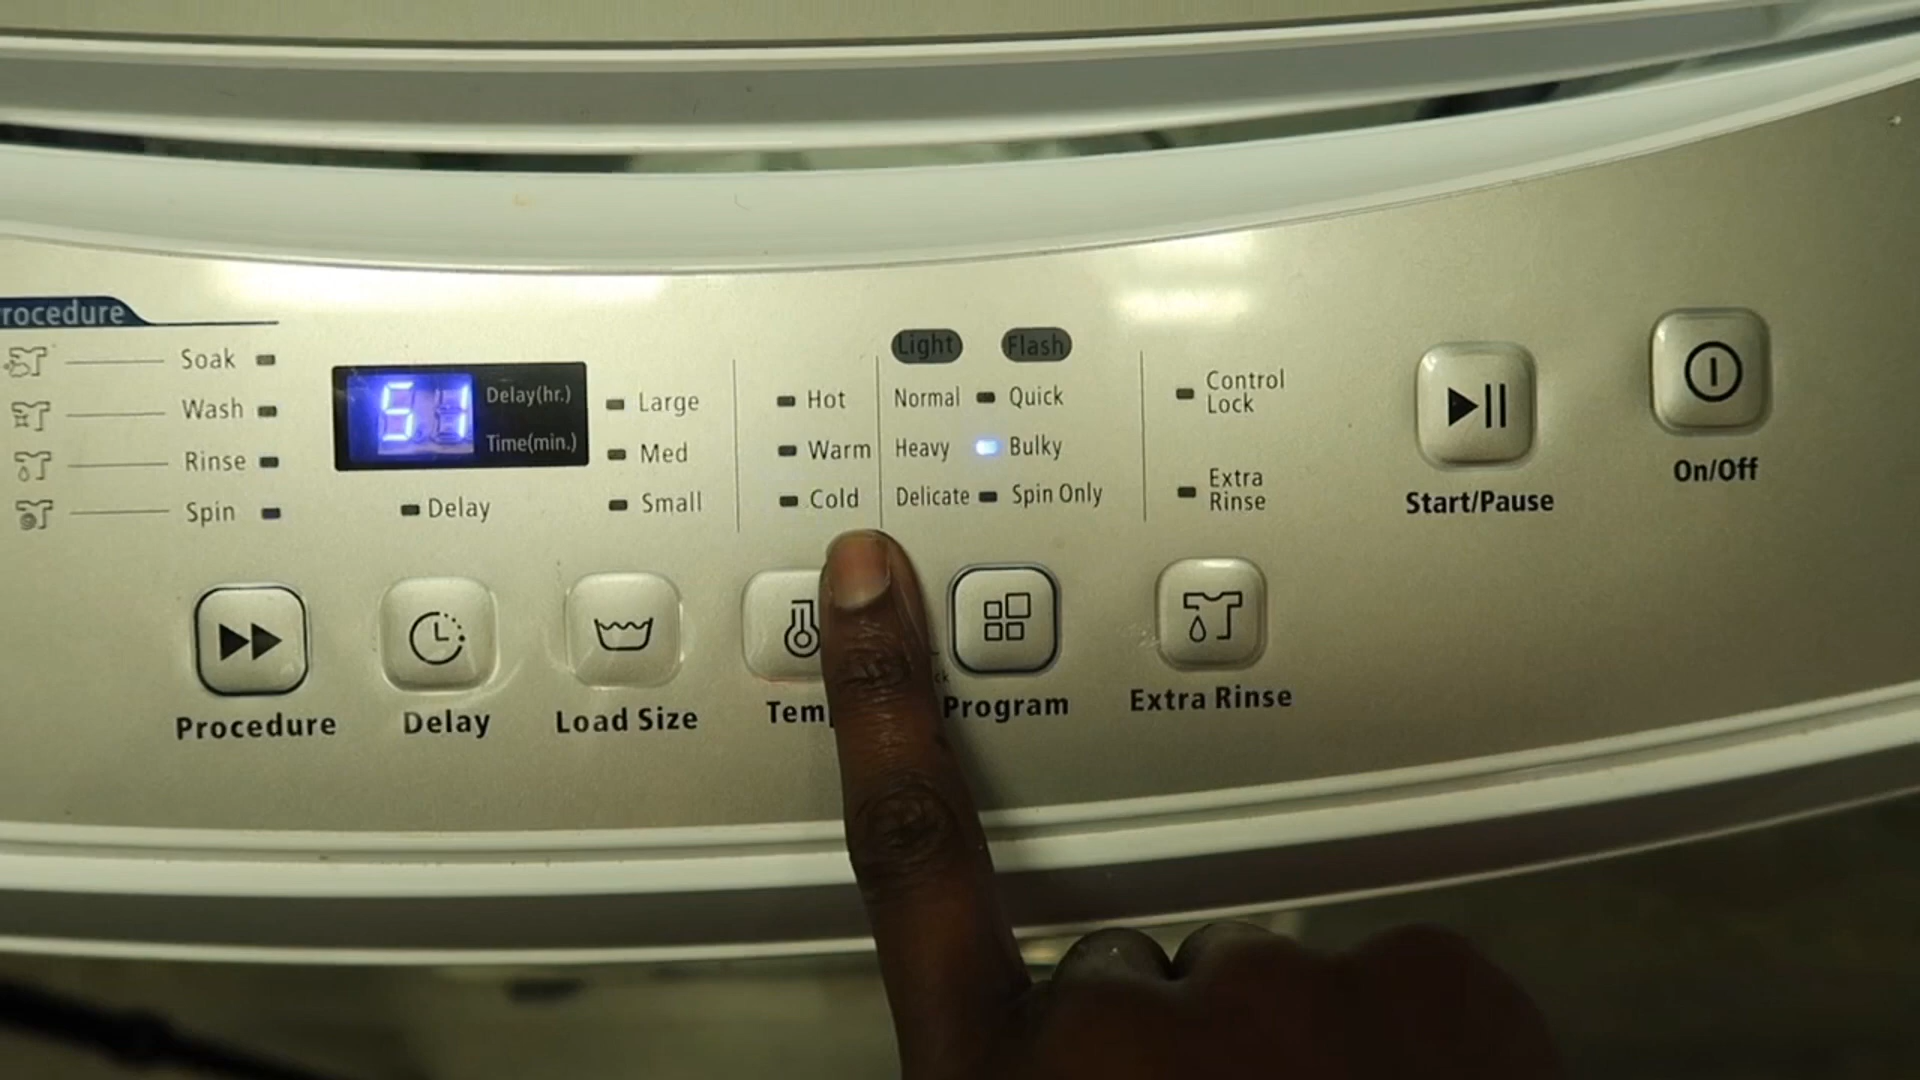 rocedure
Soak
Wash
Rinse
Spin
51
Delay(hr.)
Time(min.)
Delay
Large
Med
Small
Hot
Warm
Cold
Light Flash
Normal Quick
Heavy Bulky
Delicate Spin Only
Control
Lock
Extra
Rinse
Start/Pause
On/Off
Procedure
Delay
Load Size
Tem
Program
Extra Rinse